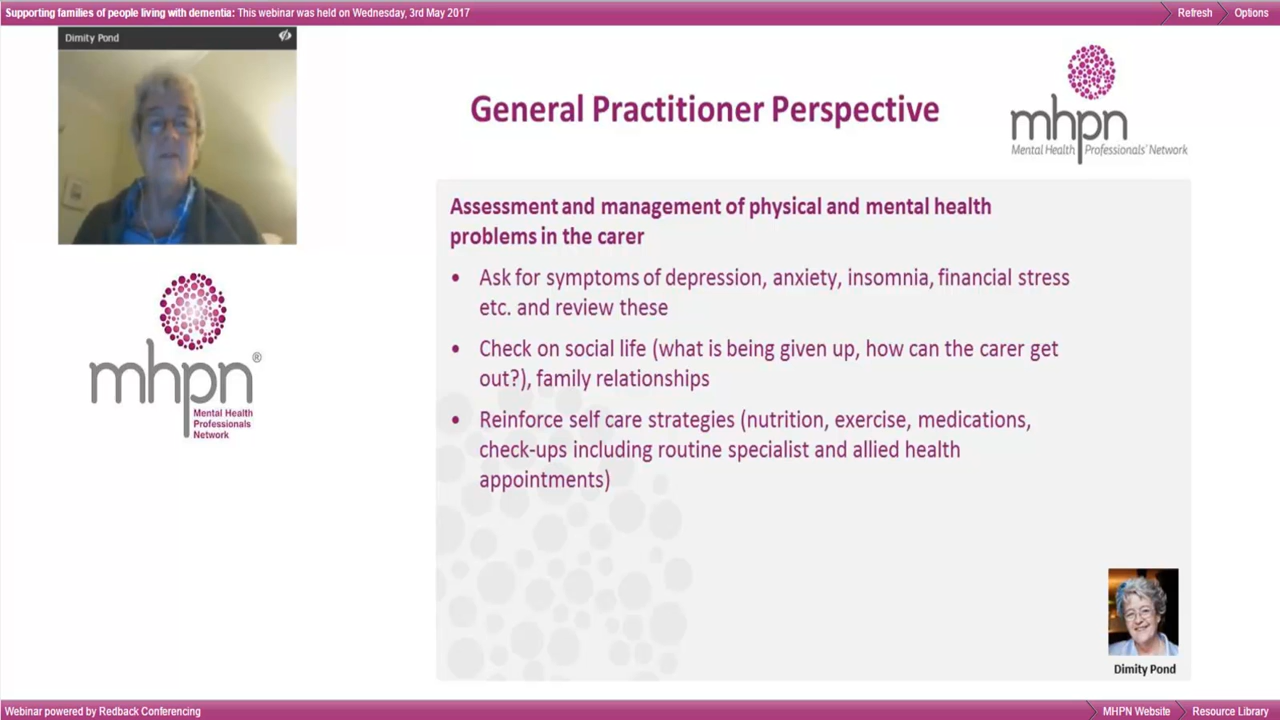 Supporting families of people living with dementia: This webinar was held on Wednesday, 3rd May 2017
Refresh
Options
Dimity Pond
General Practitioner Perspective
mhpn
Mental Health Professionals' Network
Assessment and management of physical and mental health
problems in the carer
• Ask for symptoms of depression, anxiety, insomnia, financial stress
etc. and review these
• Check on social life (what is being given up, how can the carer get
out?), family relationships
• Reinforce self care strategies (nutrition, exercise, medications,
check-ups including routine specialist and allied health
appointments)
mhpn®
Mental Health
Professionals
Network
Dimity Pond
Webinar powered by Redback Conferencing
MHPN Website
Resource Library